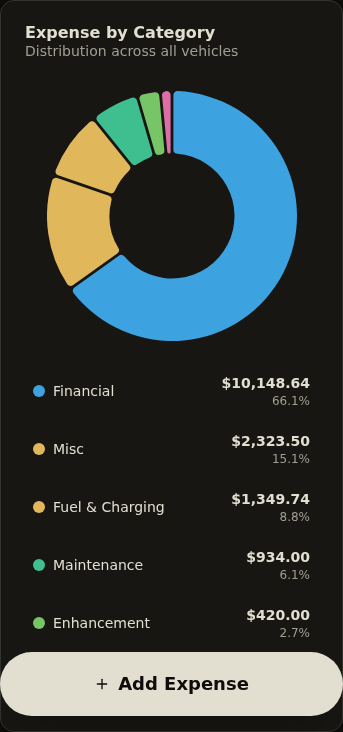 Expense by Category
Distribution across all vehicles
Financial $10,148.64
66.1%
Misc $2,323.50
15.1%
Fuel & Charging $1,349.74
8.8%
Maintenance $934.00
6.1%
Enhancement $420.00
2.7%
+ Add Expense